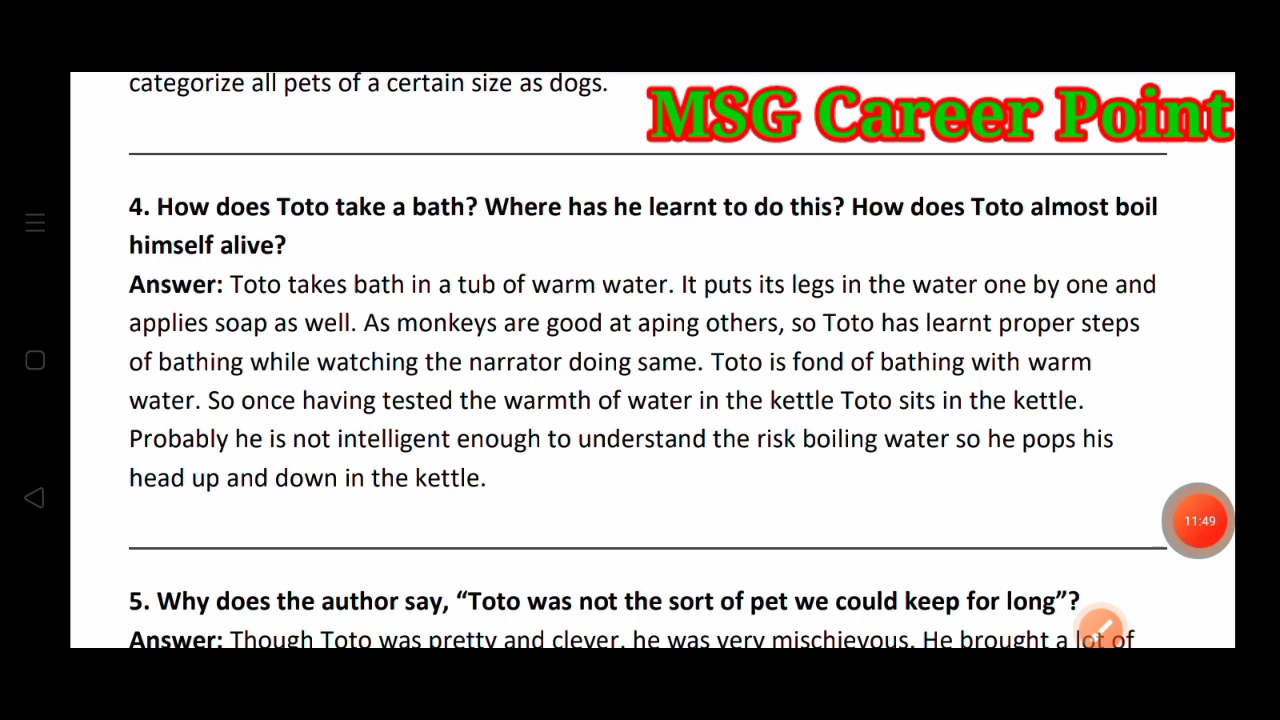 categorize all pets of a certain size as dogs.
MSG Career Point
4. How does Toto take a bath? Where has he learnt to do this? How does Toto almost boil
himself alive?
Answer: Toto takes bath in a tub of warm water. It puts its legs in the water one by one and
applies soap as well. As monkeys are good at aping others, so Toto has learnt proper steps
of bathing while watching the narrator doing same. Toto is fond of bathing with warm
water. So once having tested the warmth of water in the kettle Toto sits in the kettle.
Probably he is not intelligent enough to understand the risk boiling water so he pops his
head up and down in the kettle.
11:49
5. Why does the author say, “Toto was not the sort of pet we could keep for long”?
Answer: Though Toto was pretty and clever, he was very mischievous. He brought a lot of